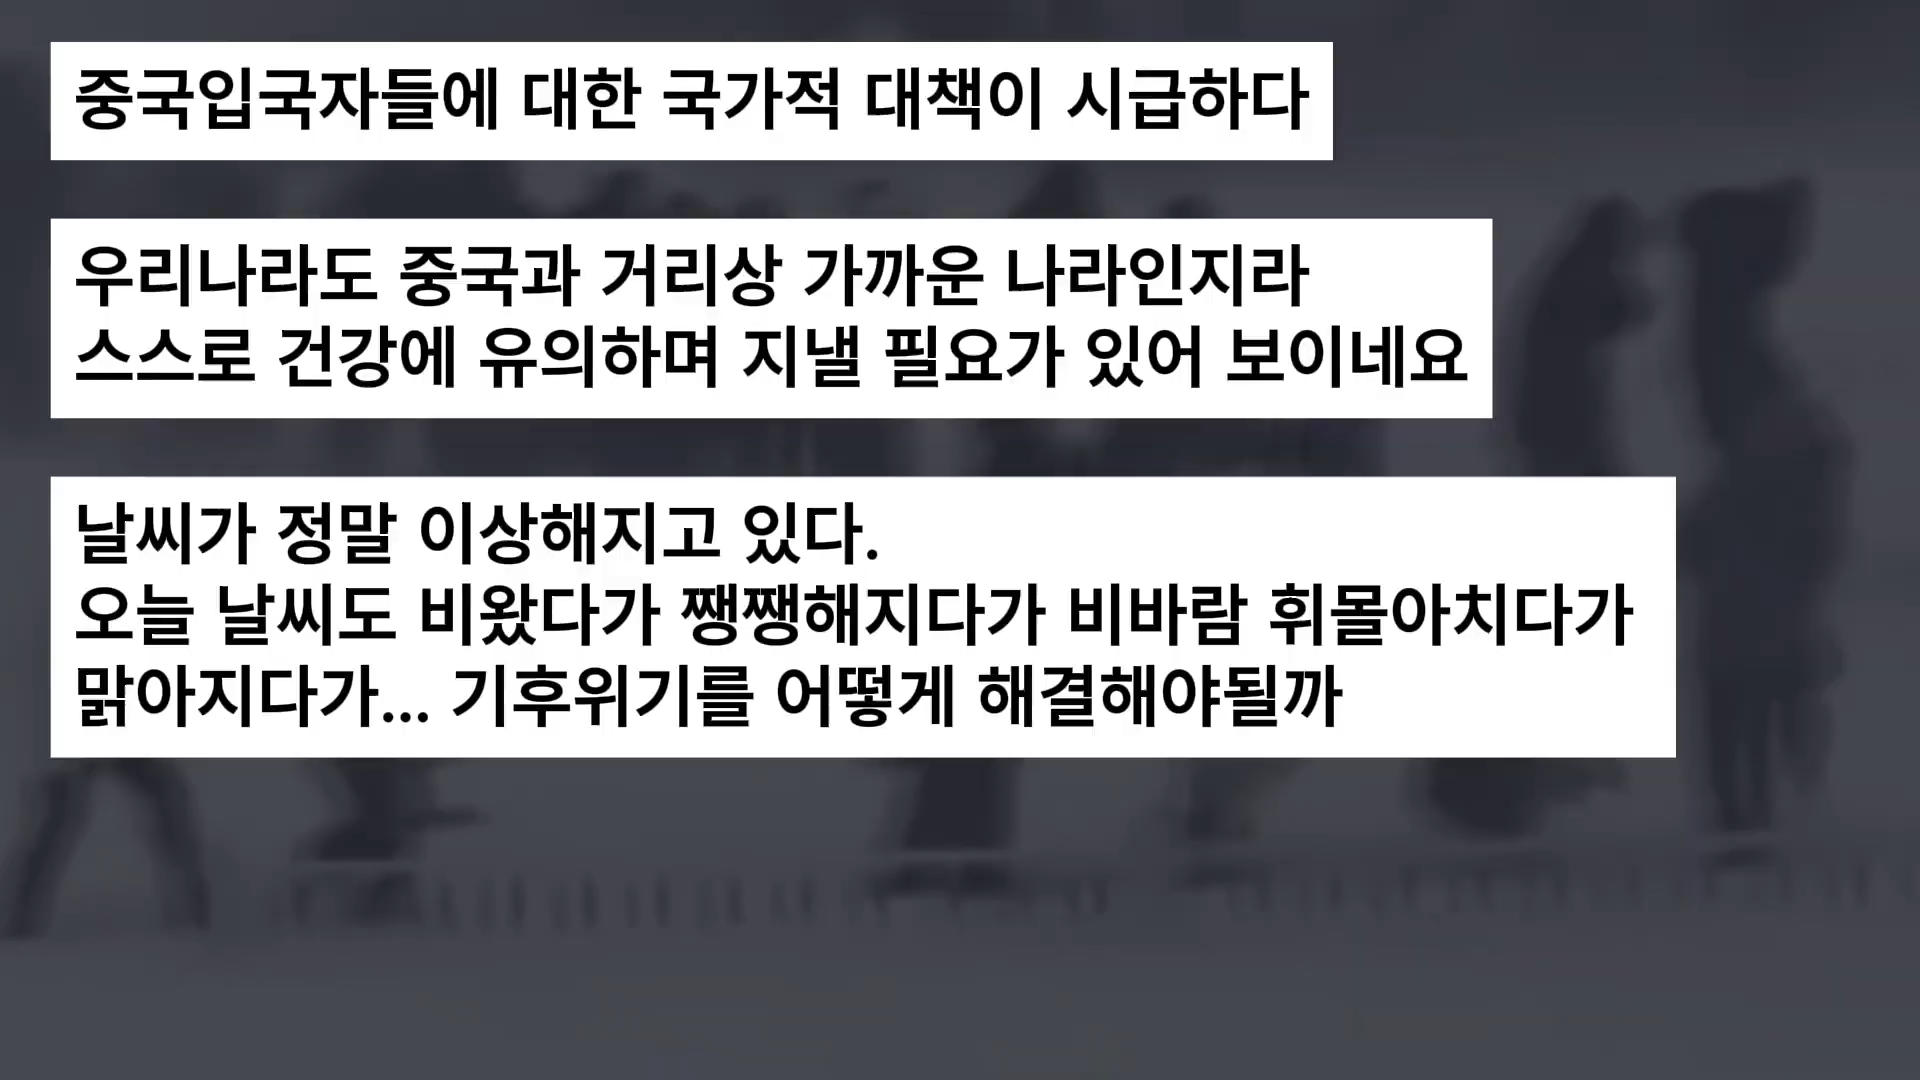 중국입국자들에 대한 국가적 대책이 시급하다
우리나라도 중국과 거리상 가까운 나라인지라
스스로 건강에 유의하며 지낼 필요가 있어 보이네요
날씨가 정말 이상해지고 있다.
오늘 날씨도 비왔다가 쨍쨍해지다가 비바람 휘몰아치다가
맑아지다가... 기후위기를 어떻게 해결해야될까